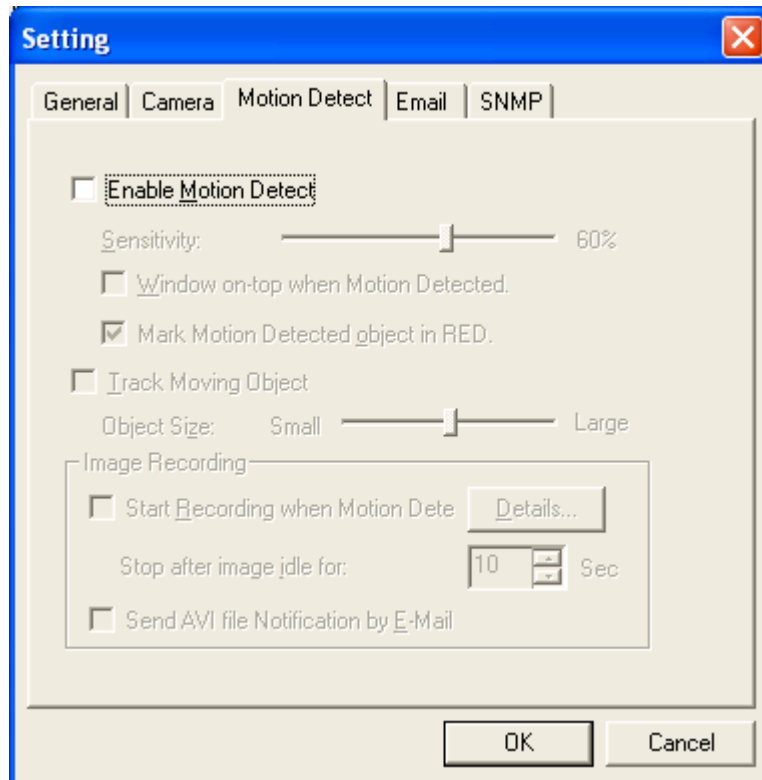 Setting
General Camera Motion Detect Email SNMP
Enable Motion Detect
Sensitivity: 60%
Window on-top when Motion Detected.
Mark Motion Detected object in RED.
Track Moving Object
Object Size: Small Large
Image Recording
Start Recording when Motion Dete Details...
Stop after image idle for: 10 Sec
Send AVI file Notification by E-Mail
OK Cancel